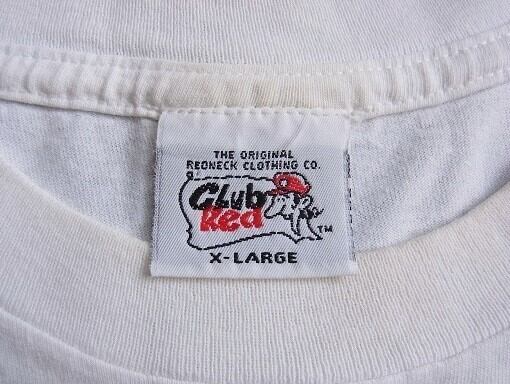 THE ORIGINAL
REDNECK CLOTHING CO.
CLub
Red
TM
X-LARGE